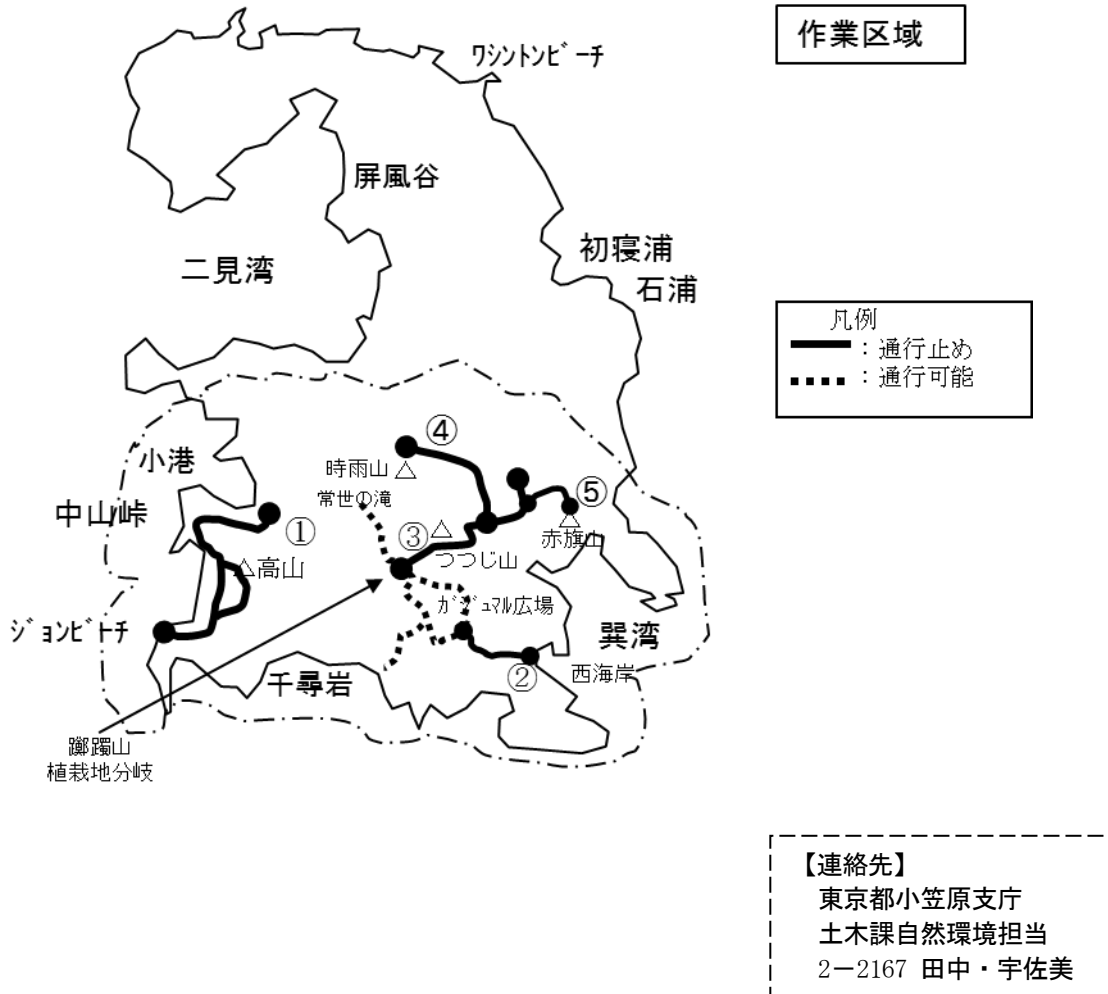 作業区域
ワシントンビーチ
屏風谷
初寝浦
二見湾
石浦
凡例
：通行止め
：通行可能
④
小港
時雨山
常世の滝
⑤
中山峠
①
③
赤旗山
つつじ山
高山
ガジュマル広場
ジョンビーチ
巽湾
②
西海岸
千尋岩
躑躅山
植栽地分岐
【連絡先】
東京都小笠原支庁
土木課自然環境担当
2－2167 田中・宇佐美